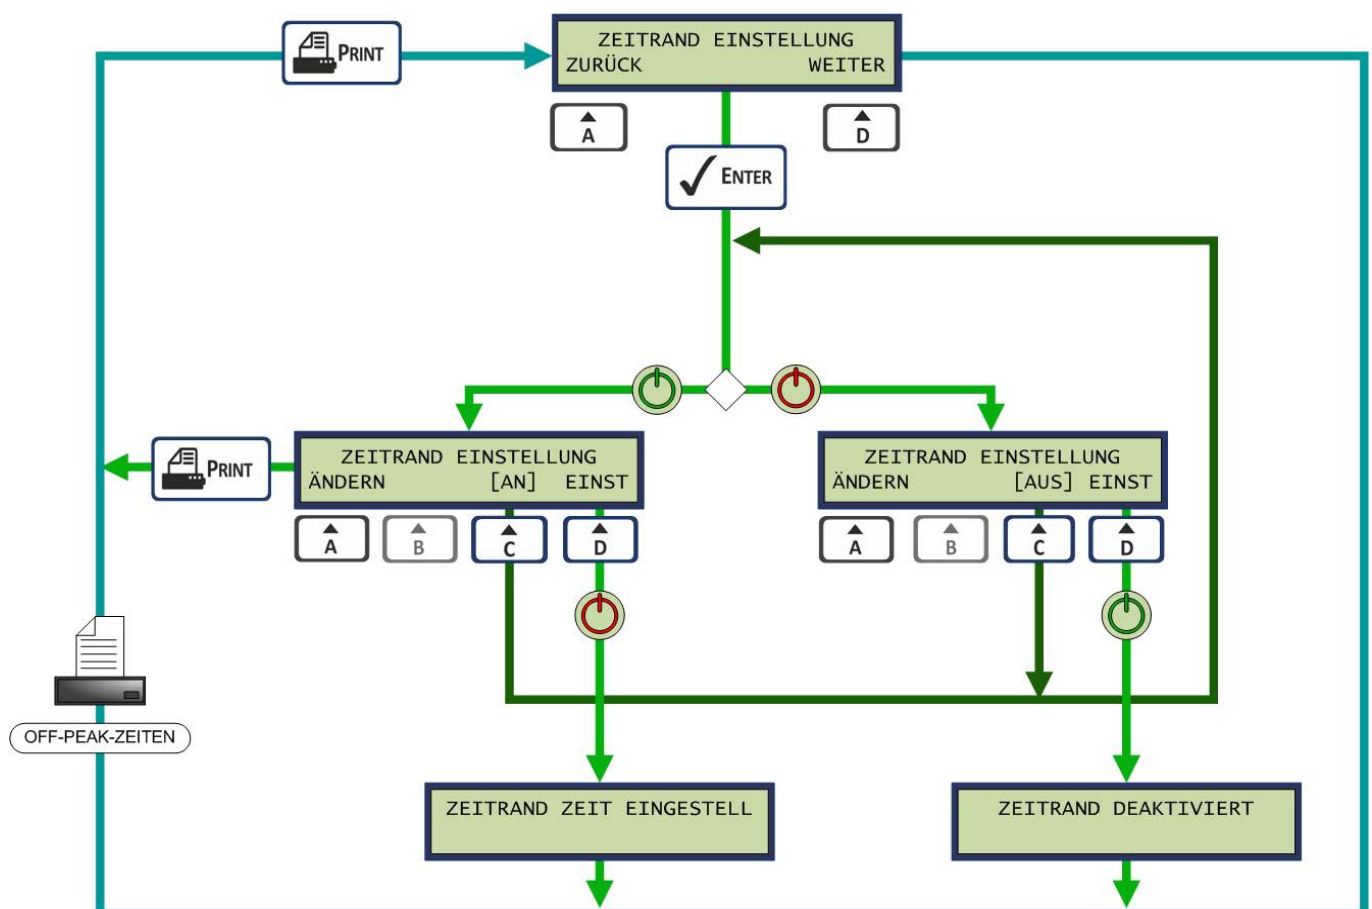 PRINT
ZEITRAND EINSTELLUNG
ZURÜCK WEITER
A
D
ENTER
ZEITRAND EINSTELLUNG
ÄNDERN [AN] EINST
PRINT
A
B
C
D
ZEITRAND EINSTELLUNG
ÄNDERN [AUS] EINST
A
B
C
D
OFF-PEAK-ZEITEN
ZEITRAND ZEIT EINGESTELL
ZEITRAND DEAKTIVIERT